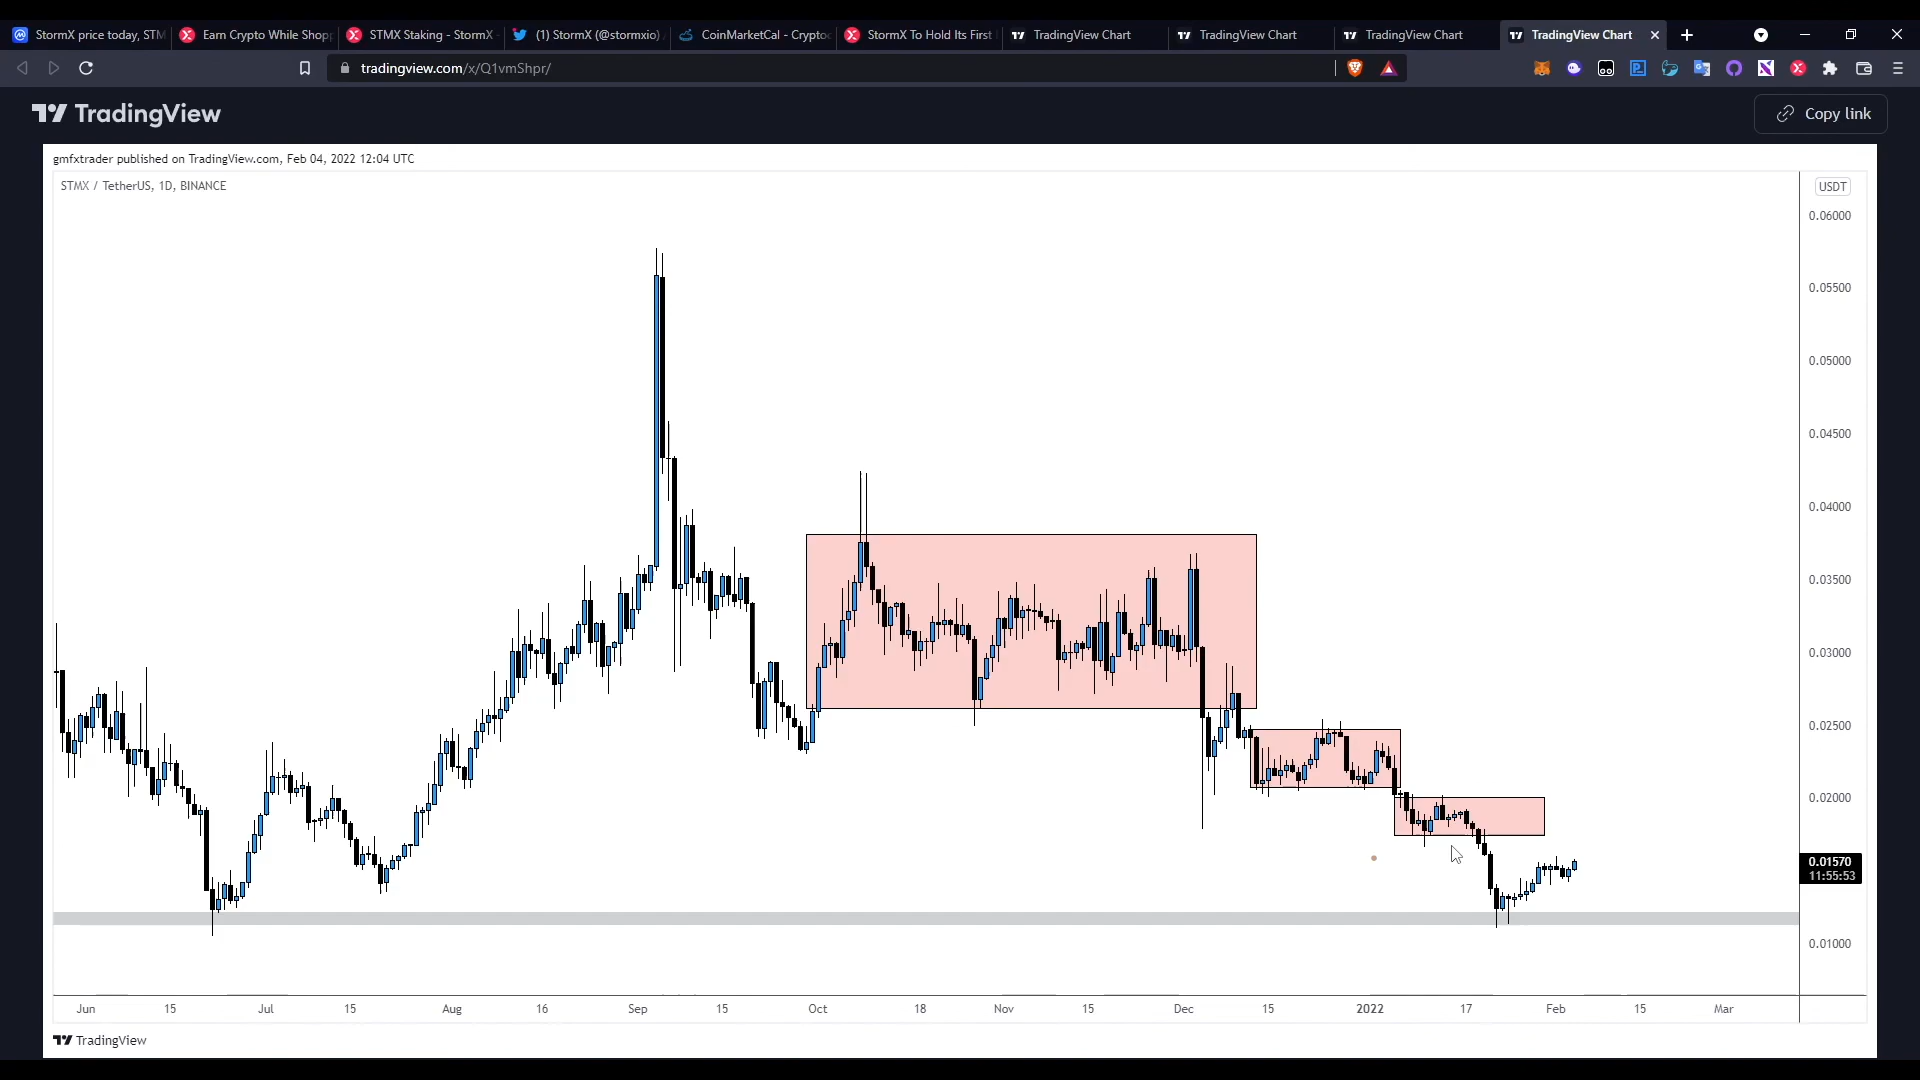 StormX price today, STM
Earn Crypto While Shopp
STMX Staking - StormX
(1) StormX (@stormxio)
CoinMarketCal - Cryptoc
StormX To Hold Its First
TradingView Chart
TradingView Chart
TradingView Chart
TradingView Chart
tradingview.com/x/Q1vmShpr/
TradingView
Copy link
gmfxtrader published on TradingView.com, Feb 04, 2022 12:04 UTC
STMX / TetherUS, 1D, BINANCE
USDT
0.06000
0.05500
0.05000
0.04500
0.04000
0.03500
0.03000
0.02500
0.02000
0.01570
11:55:53
0.01000
Jun 15 Jul 15 Aug 16 Sep 15 Oct 18 Nov 15 Dec 15 2022 17 Feb 15 Mar
TradingView